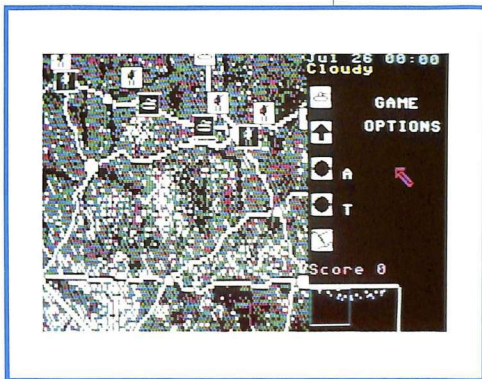 Jul 26 00:00
Cloudy
GAME
OPTIONS
A
T
Score 0